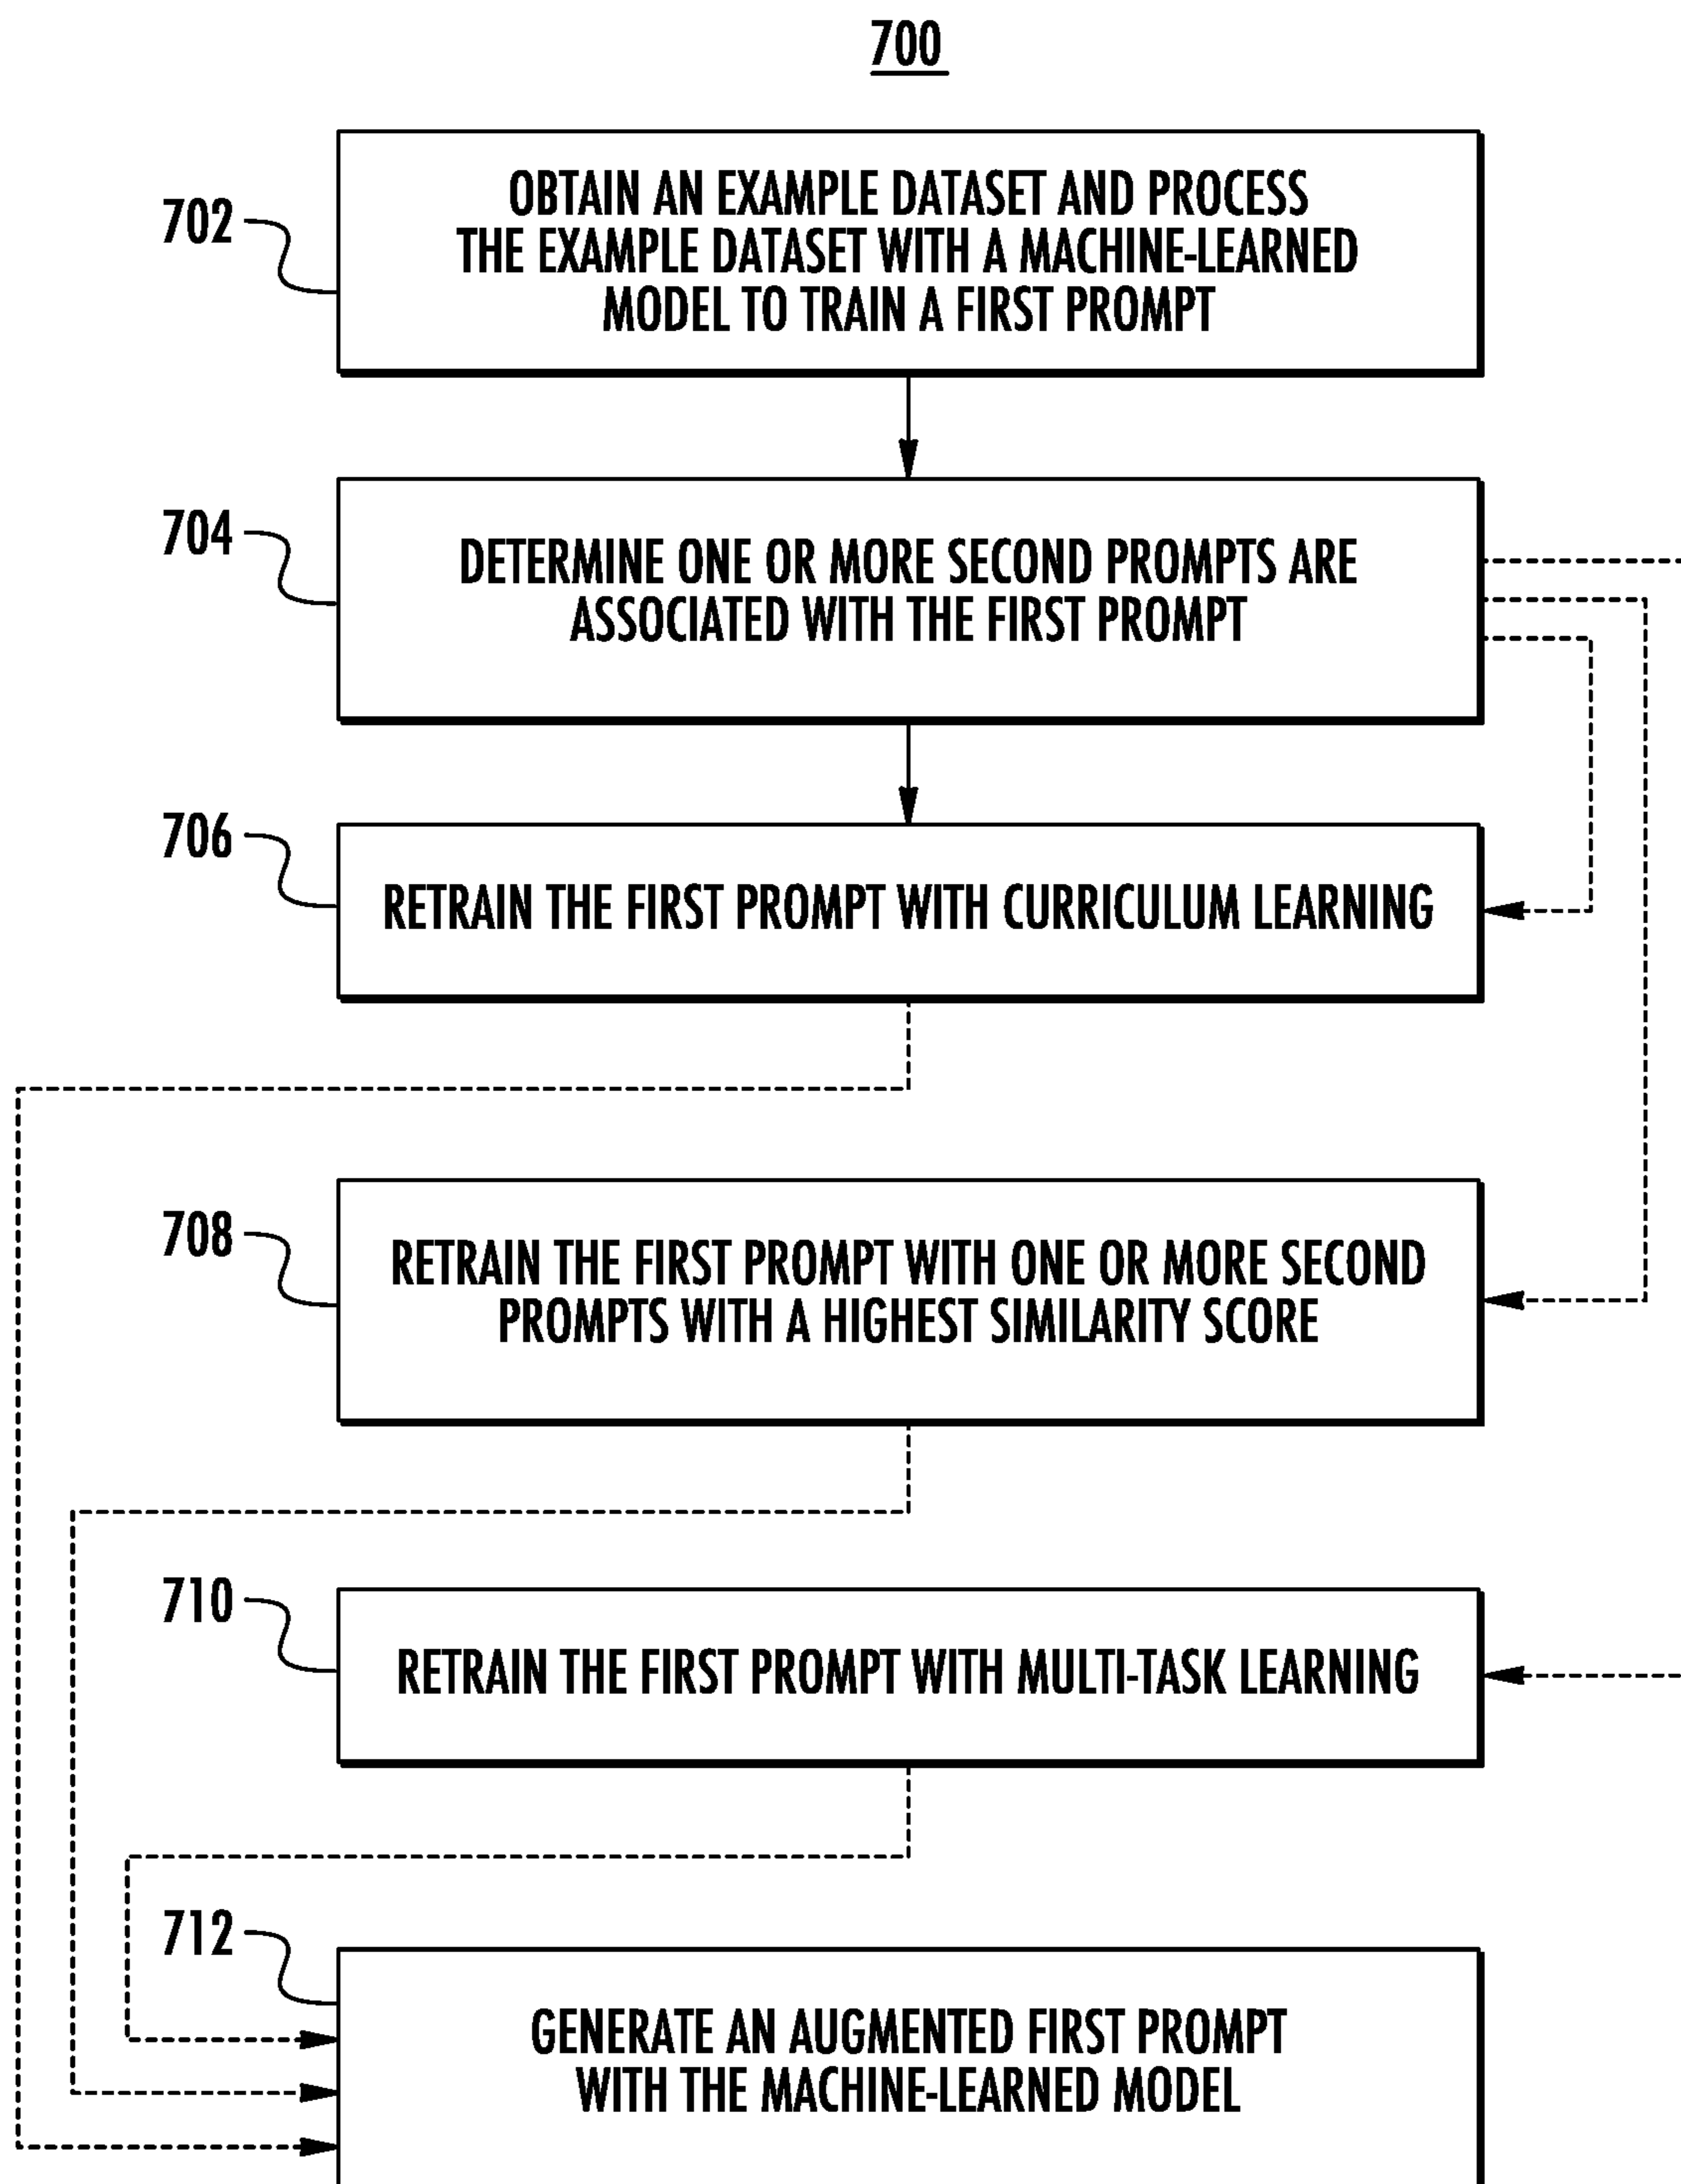 700
702
OBTAIN AN EXAMPLE DATASET AND PROCESS
THE EXAMPLE DATASET WITH A MACHINE-LEARNED
MODEL TO TRAIN A FIRST PROMPT
704
DETERMINE ONE OR MORE SECOND PROMPTS ARE
ASSOCIATED WITH THE FIRST PROMPT
706
RETRAIN THE FIRST PROMPT WITH CURRICULUM LEARNING
708
RETRAIN THE FIRST PROMPT WITH ONE OR MORE SECOND
PROMPTS WITH A HIGHEST SIMILARITY SCORE
710
RETRAIN THE FIRST PROMPT WITH MULTI-TASK LEARNING
712
GENERATE AN AUGMENTED FIRST PROMPT
WITH THE MACHINE-LEARNED MODEL